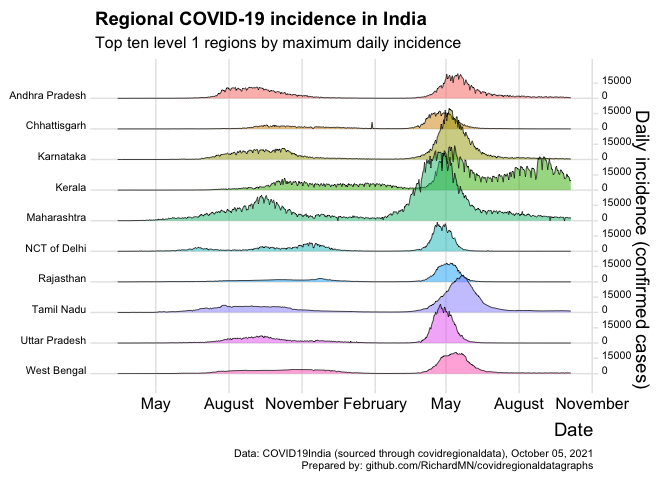 Regional COVID-19 incidence in India
Top ten level 1 regions by maximum daily incidence
Andhra Pradesh
Chhattisgarh
Karnataka
Kerala
Maharashtra
NCT of Delhi
Rajasthan
Tamil Nadu
Uttar Pradesh
West Bengal
15000
0
15000
0
15000
0
15000
0
15000
0
15000
0
15000
0
15000
0
15000
0
15000
0
Daily incidence (confirmed cases)
May August November February May August November
Date
Data: COVID19India (sourced through covidregionaldata), October 05, 2021
Prepared by: github.com/RichardMN/covidregionaldatagraphs